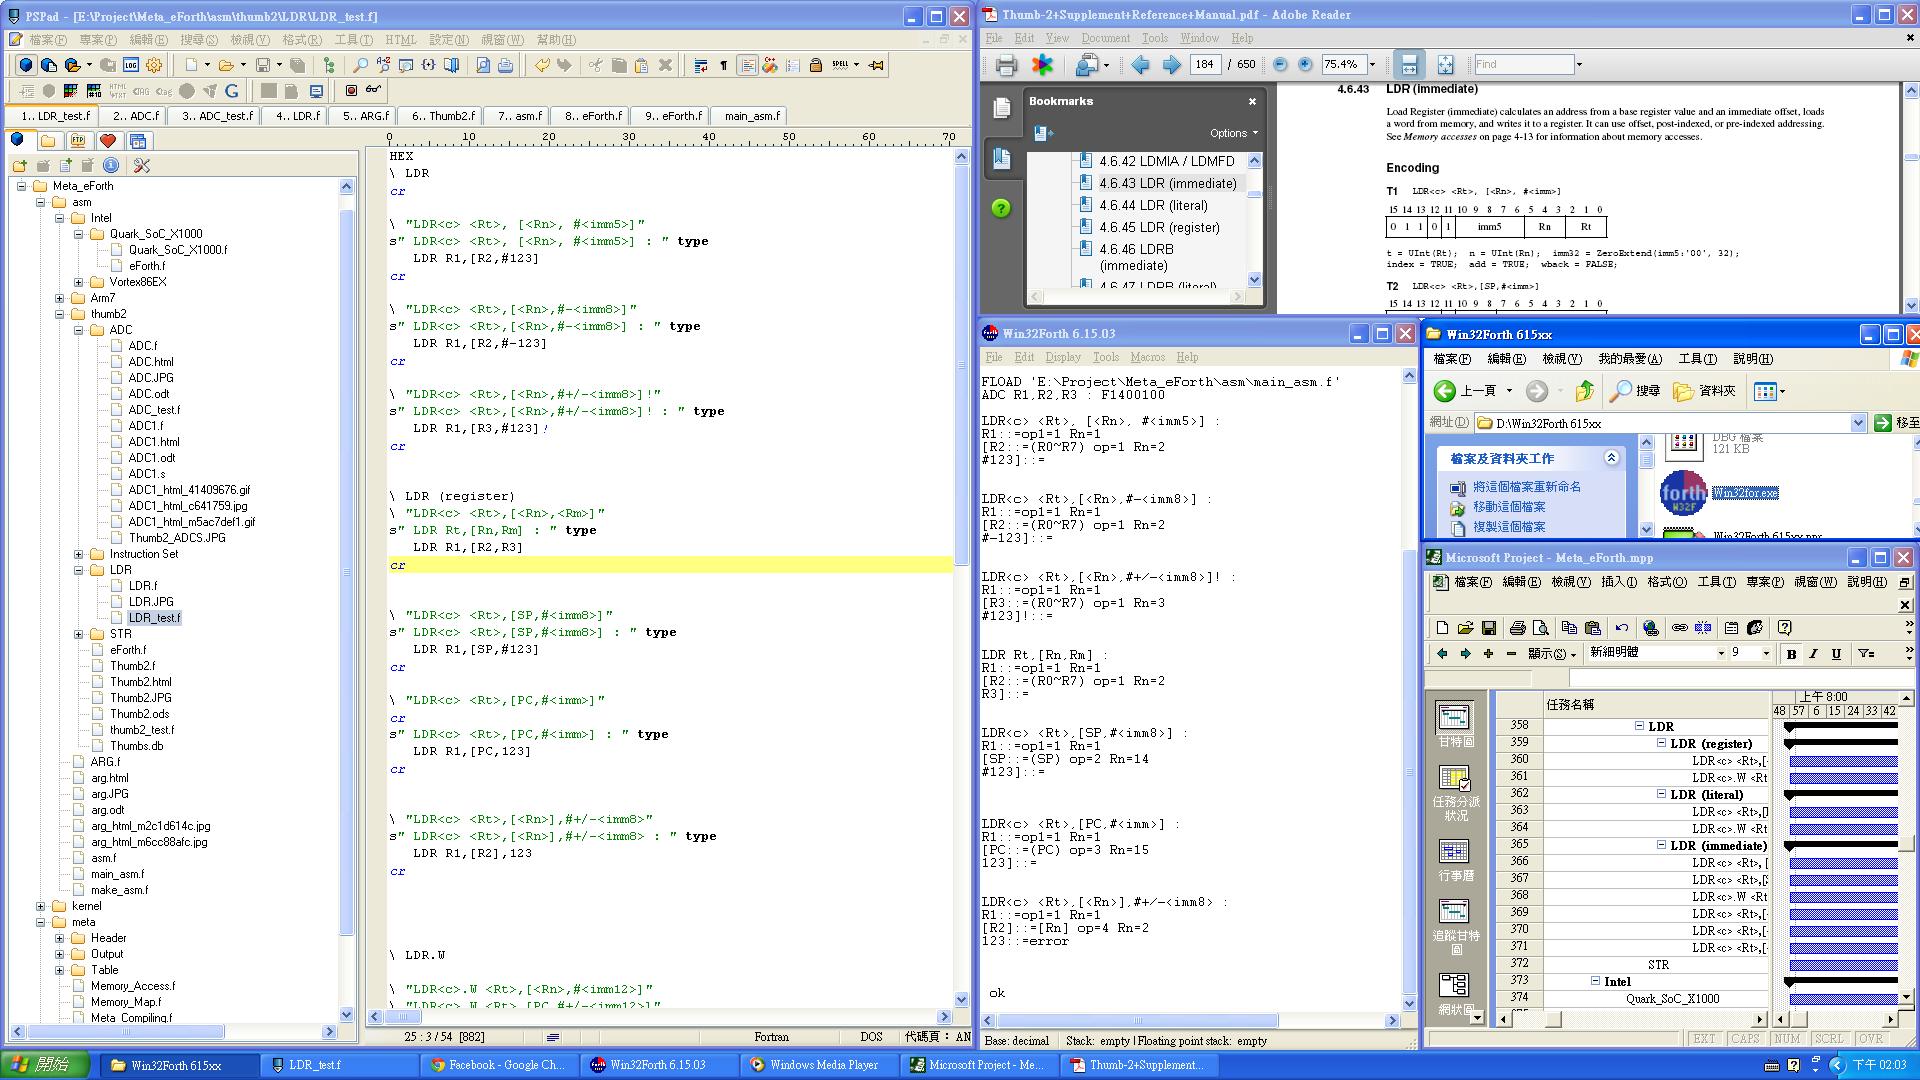 PSPad - [E:\Project\Meta_eForth\asm\thumb2\LDR\LDR_test.f]
檔案(F) 專案(P) 編輯(E) 搜尋(S) 檢視(V) 格式(R) 工具(T) HTML 設定(N) 視窗(W) 幫助(H)
1.. LDR_test.f 2.. ADC.f 3.. ADC_test.f 4.. LDR.f 5.. ARG.f 6.. Thumb2.f 7.. asm.f 8.. eForth.f 9.. eForth.f main_asm.f
Meta_eForth
asm
Intel
Quark_SoC_X1000
Quark_SoC_X1000.f
eForth.f
Vortex86EX
Arm7
thumb2
ADC
ADC.f
ADC.html
ADC.JPG
ADC.odt
ADC_test.f
ADC1.f
ADC1.html
ADC1.odt
ADC1.s
ADC1_html_41409676.gif
ADC1_html_c641759.jpg
ADC1_html_m5ac7def1.gif
Thumb2_ADCS.JPG
Instruction Set
LDR
LDR.f
LDR.JPG
LDR_test.f
STR
eForth.f
Thumb2.f
Thumb2.html
Thumb2.JPG
Thumb2.ods
thumb2_test.f
Thumbs.db
ARG.f
arg.html
arg.JPG
arg.odt
arg_html_m2c1d614c.jpg
arg_html_m6cc88afc.jpg
asm.f
main_asm.f
make_asm.f
kernel
meta
Header
Output
Table
Memory_Access.f
Memory_Map.f
Meta_Compiling.f
0 10 20 30 40 50 60 70
HEX
\ LDR
cr
\ "LDR<c> <Rt>, [<Rn>, #<imm5>]"
s" LDR<c> <Rt>, [<Rn>, #<imm5>] : " type
LDR R1,[R2,#123]
cr
\ "LDR<c> <Rt>,[<Rn>,#-<imm8>]"
s" LDR<c> <Rt>,[<Rn>,#-<imm8>] : " type
LDR R1,[R2,#-123]
cr
\ "LDR<c> <Rt>,[<Rn>,#+/-<imm8>]!"
s" LDR<c> <Rt>,[<Rn>,#+/-<imm8>]! : " type
LDR R1,[R3,#123]!
cr
\ LDR (register)
\ "LDR<c> <Rt>,[<Rn>,<Rm>]"
s" LDR Rt,[Rn,Rm] : " type
LDR R1,[R2,R3]
cr
\ "LDR<c> <Rt>,[SP,#<imm8>]"
s" LDR<c> <Rt>,[SP,#<imm8>] : " type
LDR R1,[SP,#123]
cr
\ "LDR<c> <Rt>,[PC,#<imm>]"
cr
s" LDR<c> <Rt>,[PC,#<imm>] : " type
LDR R1,[PC,123]
cr
\ "LDR<c> <Rt>,[<Rn>],#+/-<imm8>"
s" LDR<c> <Rt>,[<Rn>],#+/-<imm8> : " type
LDR R1,[R2],123
cr
\ LDR.W
\ "LDR<c>.W <Rt>,[<Rn>,#<imm12>]"
\ "LDR<c>.W <Rt>,[PC,#+/-<imm12>]"
25 : 3 / 54 [882] Fortran DOS 代碼頁： AN
Thumb-2+Supplement+Reference+Manual.pdf - Adobe Reader
File Edit View Document Tools Window Help
184 / 650 75.4% Find
Bookmarks
Options
4.6.42 LDMIA / LDMFD
4.6.43 LDR (immediate)
4.6.44 LDR (literal)
4.6.45 LDR (register)
4.6.46 LDRB (immediate)
4.6.47 LDRB (literal)
4.6.43 LDR (immediate)
Load Register (immediate) calculates an address from a base register value and an immediate offset, loads
a word from memory, and writes it to a register. It can use offset, post-indexed, or pre-indexed addressing.
See Memory accesses on page 4-13 for information about memory accesses.
Encoding
T1 LDR<c> <Rt>, [<Rn>, #<imm>]
15 14 13 12 11 10 9 8 7 6 5 4 3 2 1 0
0 1 1 0 1 imm5 Rn Rt
t = UInt(Rt); n = UInt(Rn); imm32 = ZeroExtend(imm5:'00', 32);
index = TRUE; add = TRUE; wback = FALSE;
T2 LDR<c> <Rt>,[SP,#<imm>]
15 14 13 12 11 10 9 8 7 6 5 4 3 2 1 0
Win32Forth 6.15.03
File Edit Display Tools Macros Help
FLOAD 'E:\Project\Meta_eForth\asm\main_asm.f'
ADC R1,R2,R3 : F1400100
LDR<c> <Rt>, [<Rn>, #<imm5>] :
R1::=op1=1 Rn=1
[R2::=(R0~R7) op=1 Rn=2
#123]::=
LDR<c> <Rt>,[<Rn>,#-<imm8>] :
R1::=op1=1 Rn=1
[R2::=(R0~R7) op=1 Rn=2
#-123]::=
LDR<c> <Rt>,[<Rn>,#+/-<imm8>]! :
R1::=op1=1 Rn=1
[R3::=(R0~R7) op=1 Rn=3
#123]!::=
LDR Rt,[Rn,Rm] :
R1::=op1=1 Rn=1
[R2::=(R0~R7) op=1 Rn=2
R3]::=
LDR<c> <Rt>,[SP,#<imm8>] :
R1::=op1=1 Rn=1
[SP::=(SP) op=2 Rn=14
#123]::=
LDR<c> <Rt>,[PC,#<imm>] :
R1::=op1=1 Rn=1
[PC::=(PC) op=3 Rn=15
123]::=
LDR<c> <Rt>,[<Rn>],#+/-<imm8> :
R1::=op1=1 Rn=1
[R2]::=[Rn] op=4 Rn=2
123::=error
ok
Base: decimal Stack: empty | Floating point stack: empty
Win32Forth 615xx
檔案(F) 編輯(E) 檢視(V) 我的最愛(A) 工具(T) 說明(H)
上一頁 搜尋 資料夾
網址(D) D:\Win32Forth 615xx 移至
檔案及資料夾工作
將這個檔案重新命名
移動這個檔案
複製這個檔案
DBG 檔案
121 KB
Win32for.exe
Win32Forth 615xx.ppr
Microsoft Project - Meta_eForth.mpp
檔案(F) 編輯(E) 檢視(V) 插入(I) 格式(O) 工具(T) 專案(P) 視窗(W) 說明(H)
顯示(S) 新細明體 9 B I U
甘特圖
任務分派狀況
行事曆
追蹤甘特圖
網狀圖
任務名稱
上午 8:00
48 57 6 15 24 33 42
358 LDR
359 LDR (register)
360 LDR<c> <Rt>,[-
361 LDR<c>.W <Rt
362 LDR (literal)
363 LDR<c> <Rt>,[
364 LDR<c>.W <Rt
365 LDR (immediate)
366 LDR<c> <Rt>, [
367 LDR<c> <Rt>,[
368 LDR<c>.W <Rt
369 LDR<c> <Rt>,[-
370 LDR<c> <Rt>,[-
371 LDR<c> <Rt>,[-
372 STR
373 Intel
374 Quark_SoC_X1000
EXT CAPS NUM SCRL OVR
開始 Win32Forth 615xx LDR_test.f Facebook - Google Ch... Win32Forth 6.15.03 Windows Media Player Microsoft Project - Me... Thumb-2+Supplement... 下午 02:03